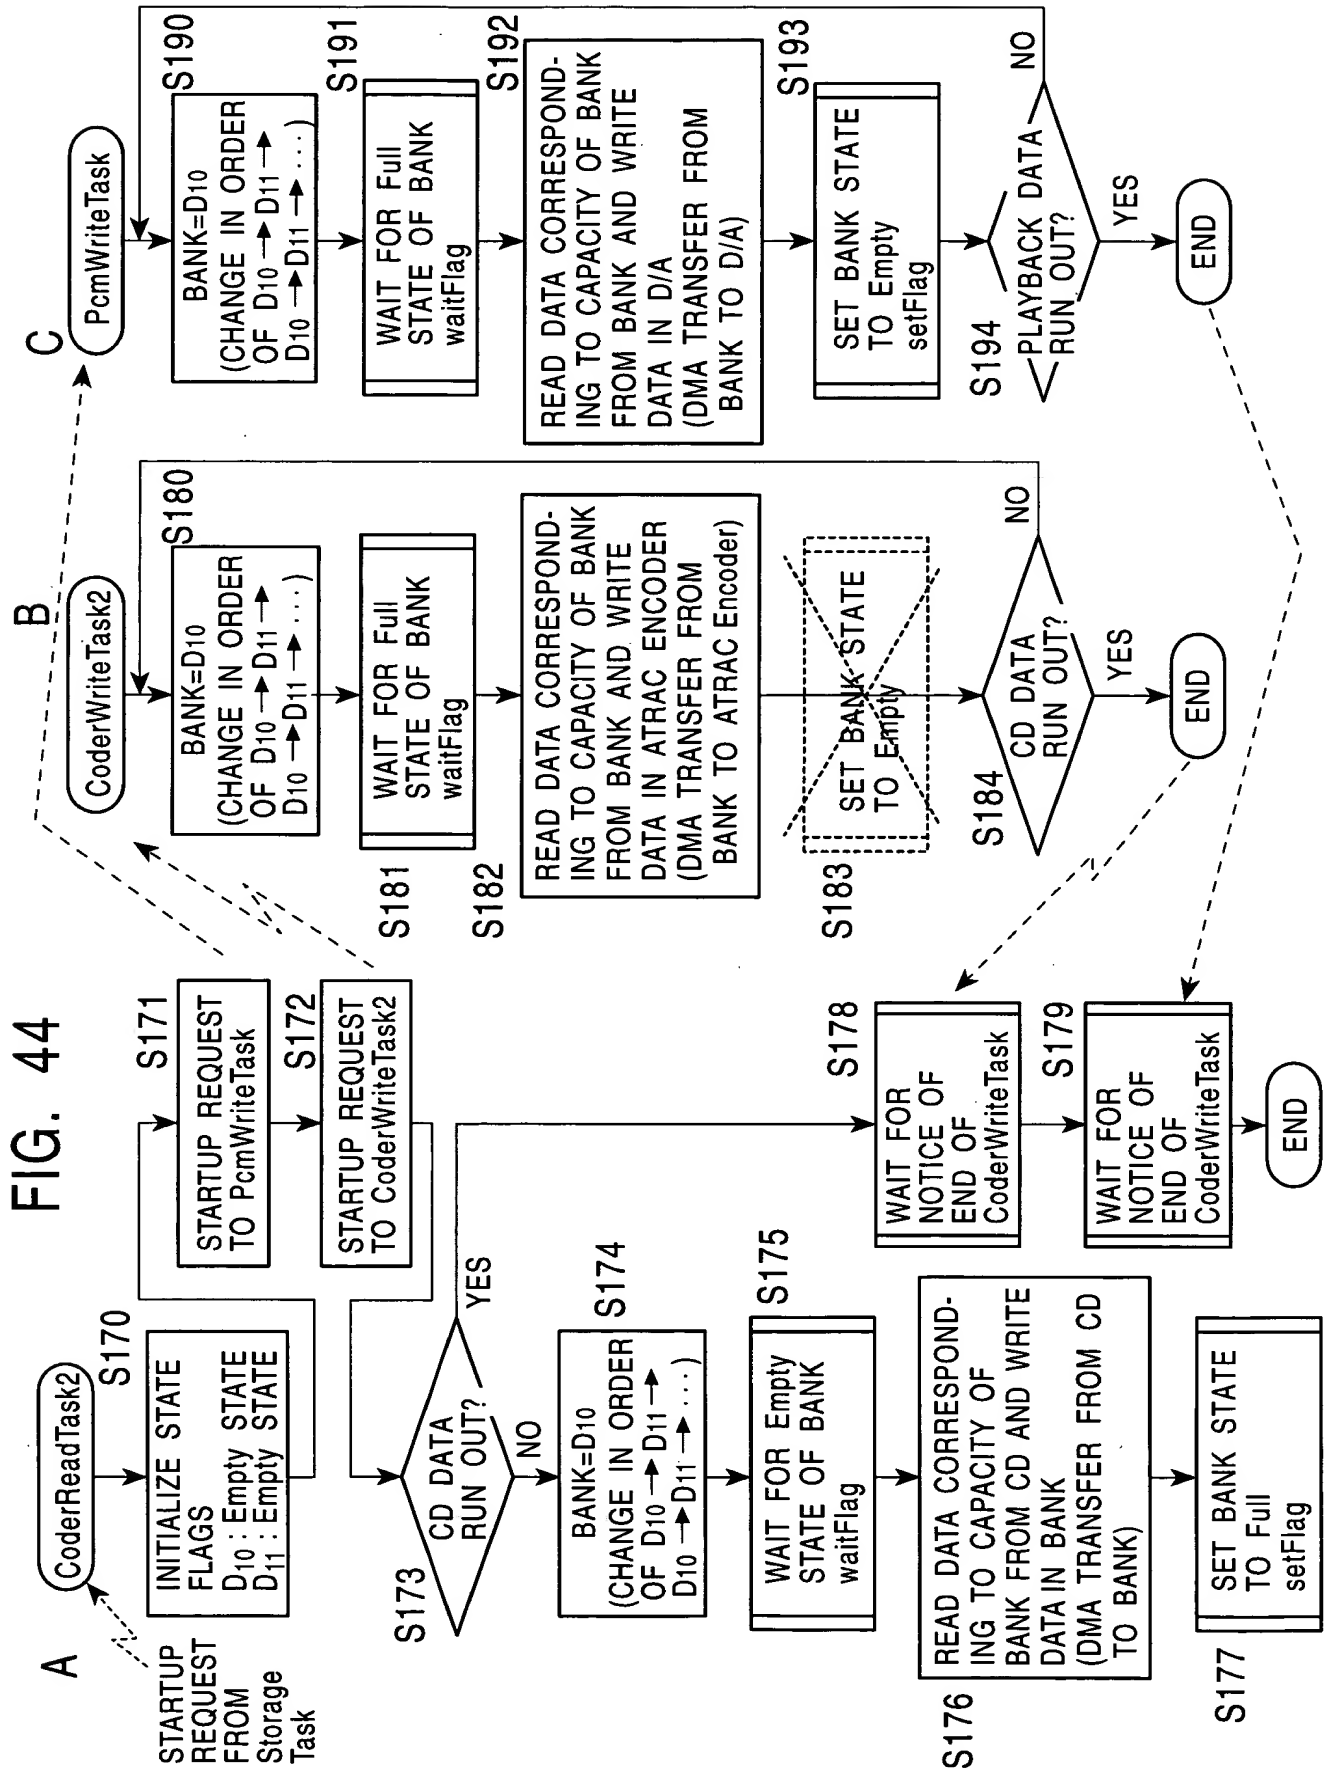 FIG. 44
A
STARTUP
REQUEST
FROM
Storage
Task
CoderReadTask2
S170
INITIALIZE STATE
FLAGS
D10 : Empty STATE
D11 : Empty STATE
S171
STARTUP REQUEST
TO PcmWriteTask
S172
STARTUP REQUEST
TO CoderWriteTask2
S173
CD DATA
RUN OUT?
YES
NO
S174
BANK=D10
(CHANGE IN ORDER
OF D10 → D11 →
D10 → D11 → ....)
S175
WAIT FOR Empty
STATE OF BANK
waitFlag
S176
READ DATA CORRESPOND-
ING TO CAPACITY OF
BANK FROM CD AND WRITE
DATA IN BANK
(DMA TRANSFER FROM CD
TO BANK)
S177
SET BANK STATE
TO Full
setFlag
S178
WAIT FOR
NOTICE OF
END OF
CoderWriteTask
S179
WAIT FOR
NOTICE OF
END OF
CoderWriteTask
END
B
CoderWriteTask2
S180
BANK=D10
(CHANGE IN ORDER
OF D10 → D11 →
D10 → D11 → ....)
S181
WAIT FOR Full
STATE OF BANK
waitFlag
S182
READ DATA CORRESPOND-
ING TO CAPACITY OF BANK
FROM BANK AND WRITE
DATA IN ATRAC ENCODER
(DMA TRANSFER FROM
BANK TO ATRAC Encoder)
S183
SET BANK STATE
TO Empty
S184
CD DATA
RUN OUT?
NO
YES
END
C
PcmWriteTask
S190
BANK=D10
(CHANGE IN ORDER
OF D10 → D11 →
D10 → D11 → ....)
S191
WAIT FOR Full
STATE OF BANK
waitFlag
S192
READ DATA CORRESPOND-
ING TO CAPACITY OF BANK
FROM BANK AND WRITE
DATA IN D/A
(DMA TRANSFER FROM
BANK TO D/A)
S193
SET BANK STATE
TO Empty
setFlag
S194
PLAYBACK DATA
RUN OUT?
NO
YES
END